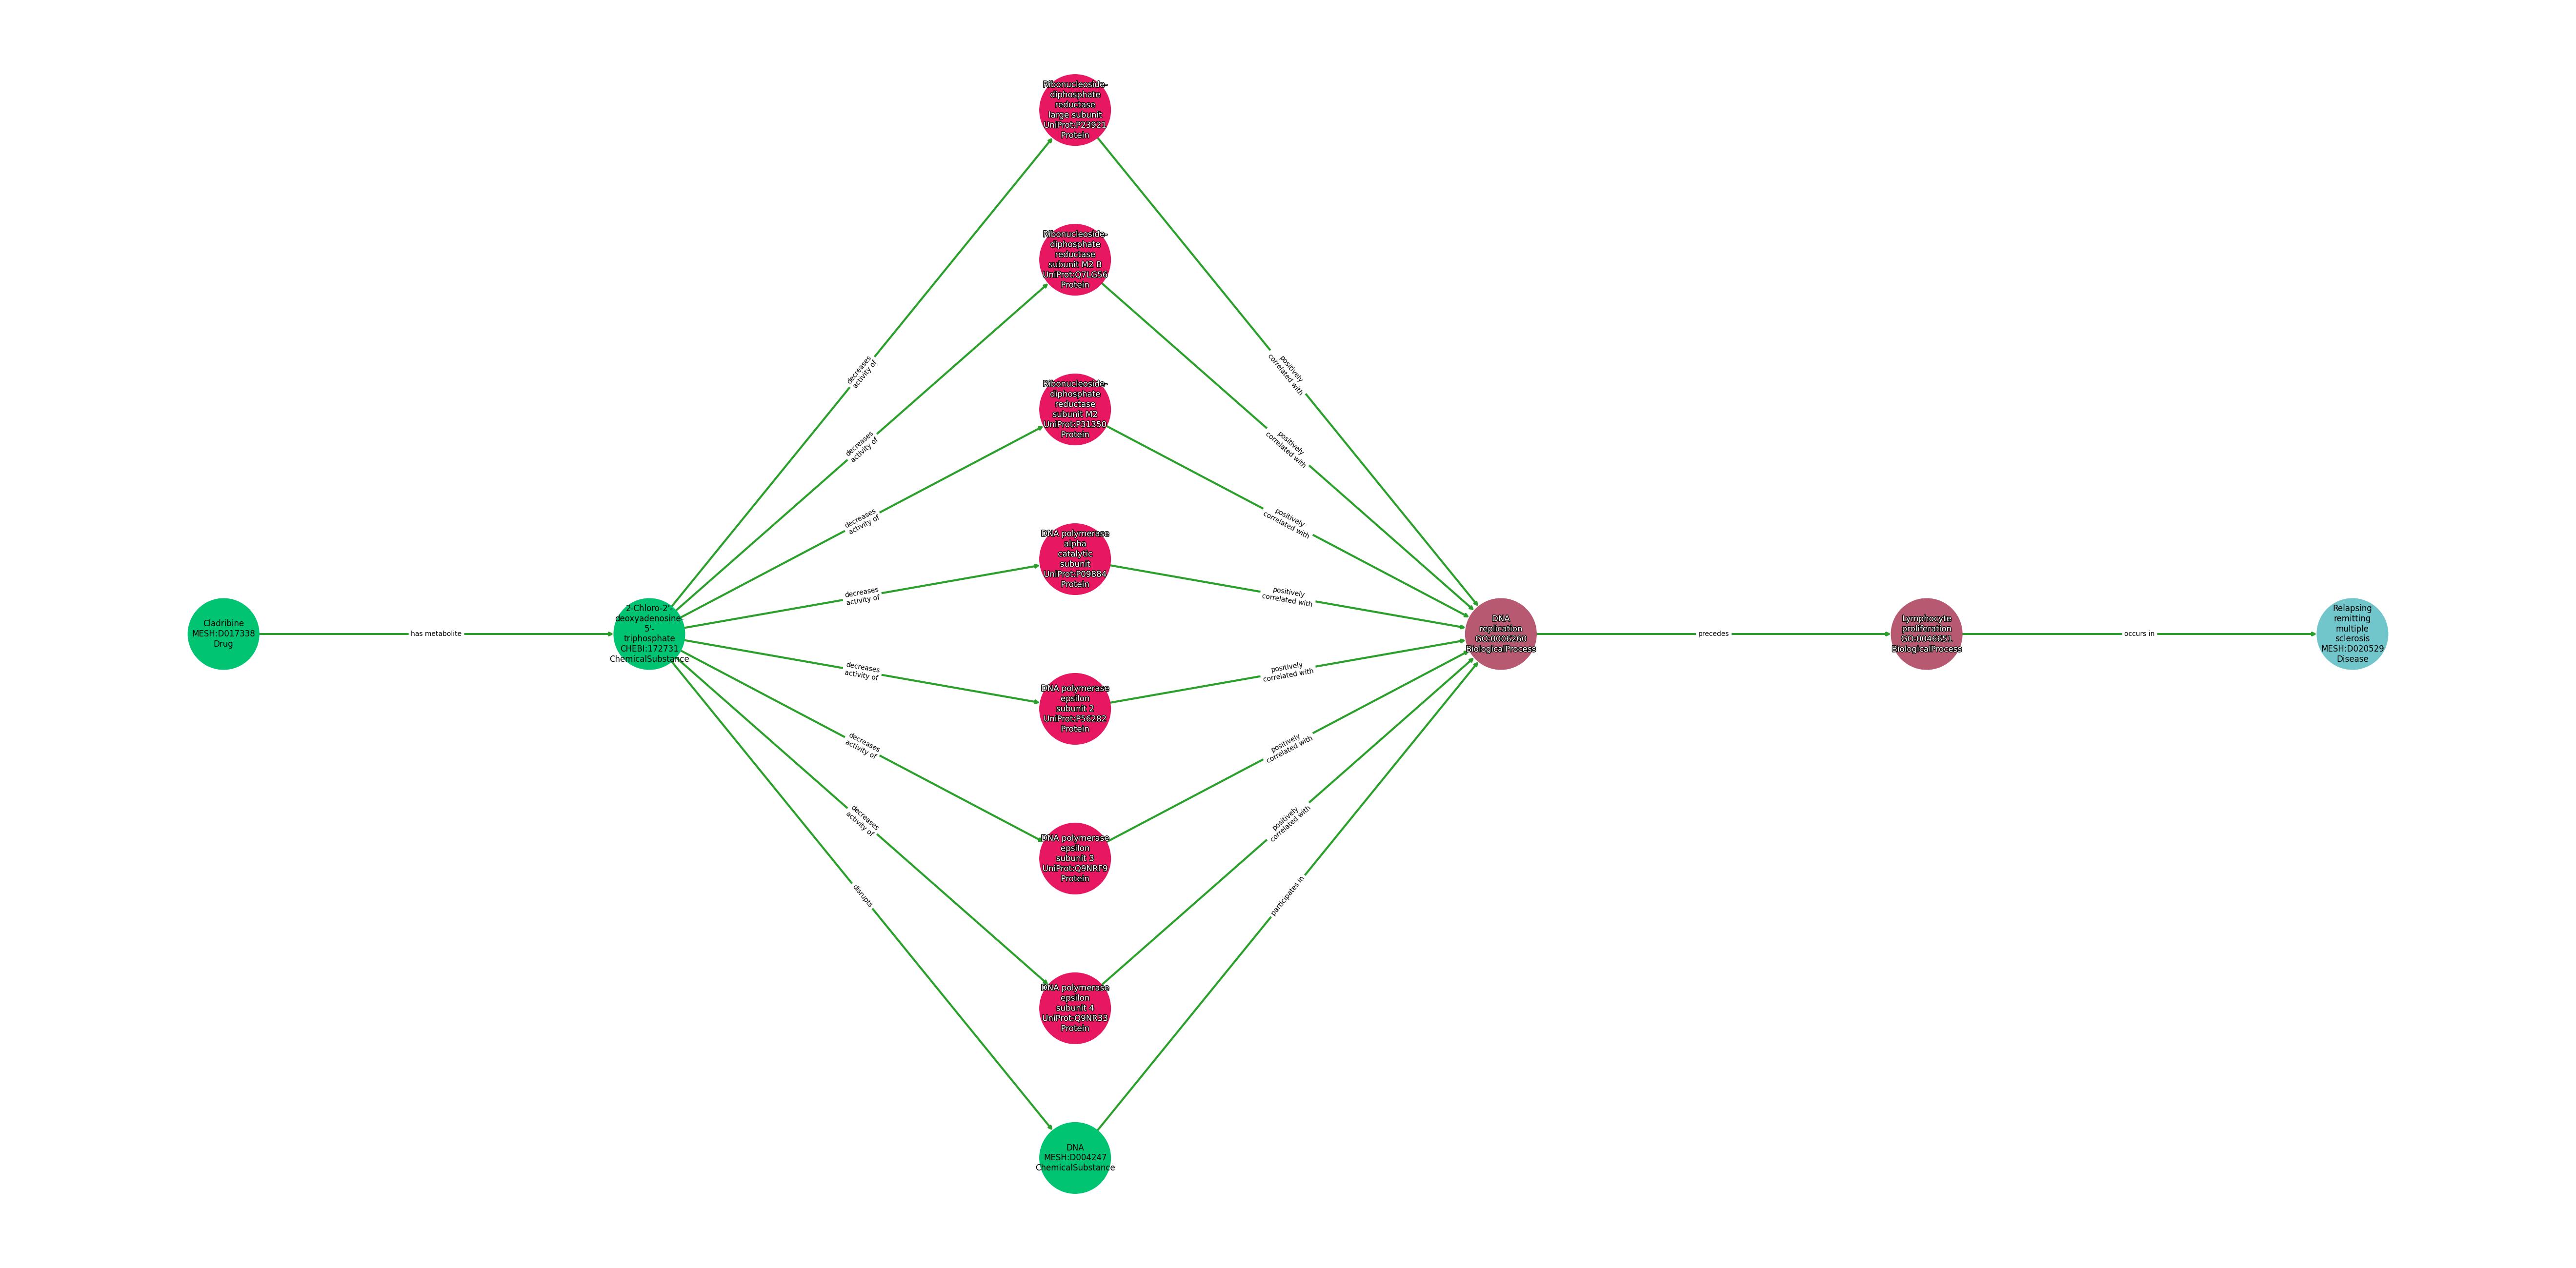 Cladribine
MESH:D017338
Drug
has metabolite
2-Chloro-2'-
deoxyadenosine-
5'-
triphosphate
CHEBI:172731
ChemicalSubstance
decreases
activity of
decreases
activity of
decreases
activity of
decreases
activity of
decreases
activity of
decreases
activity of
decreases
activity of
disrupts
Ribonucleoside-
diphosphate
reductase
large subunit
UniProt:P23921
Protein
Ribonucleoside-
diphosphate
reductase
subunit M2 B
UniProt:Q7LG56
Protein
Ribonucleoside-
diphosphate
reductase
subunit M2
UniProt:P31350
Protein
DNA polymerase
alpha
catalytic
subunit
UniProt:P09884
Protein
DNA polymerase
epsilon
subunit 2
UniProt:P56282
Protein
DNA polymerase
epsilon
subunit 3
UniProt:Q9NRF9
Protein
DNA polymerase
epsilon
subunit 4
UniProt:Q9NR33
Protein
DNA
MESH:D004247
ChemicalSubstance
positively
correlated with
positively
correlated with
positively
correlated with
positively
correlated with
positively
correlated with
positively
correlated with
positively
correlated with
participates in
DNA
replication
GO:0006260
BiologicalProcess
precedes
Lymphocyte
proliferation
GO:0046651
BiologicalProcess
occurs in
Relapsing
remitting
multiple
sclerosis
MESH:D020529
Disease